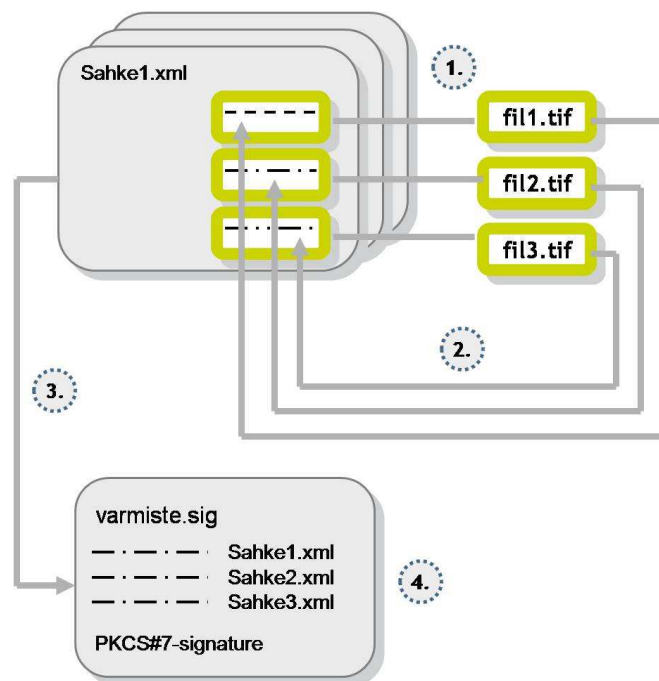 Sahke1.xml
1.
fil1.tif
fil2.tif
fil3.tif
2.
3.
varmiste.sig
Sahke1.xml
Sahke2.xml
Sahke3.xml
4.
PKCS#7-signature